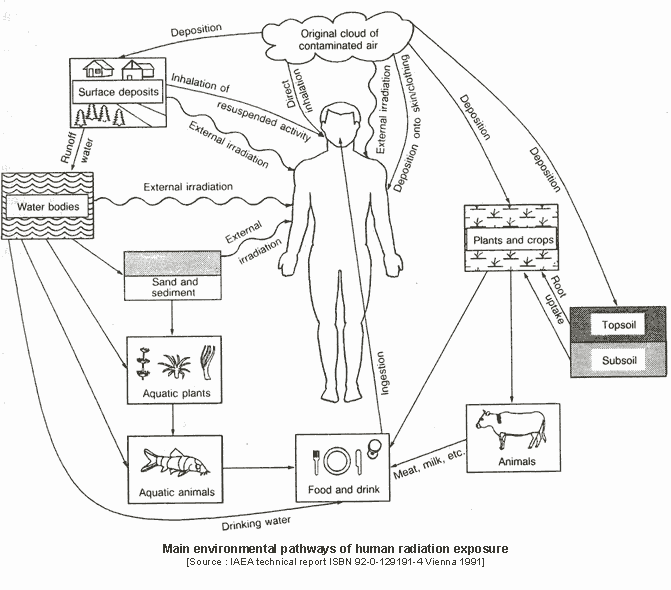 Original cloud of
contaminated air
Deposition
Surface deposits
Inhalation of
resuspended activity
Direct
inhalation
External irradiation
Deposition onto skin/clothing
Deposition
Deposition
External irradiation
Runoff
water
Water bodies
External irradiation
External
irradiation
Plants and crops
Sand and
sediment
Root
uptake
Topsoil
Subsoil
Aquatic plants
Ingestion
Aquatic animals
Food and drink
Meat, milk, etc.
Animals
Drinking water
Main environmental pathways of human radiation exposure
[Source : IAEA technical report ISBN 92-0-129191-4 Vienna 1991]